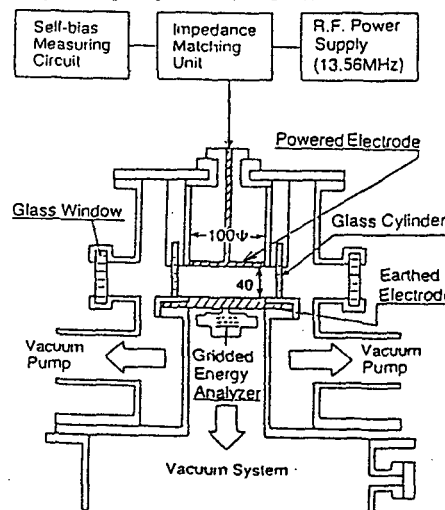 Self-bias
Measuring
Circuit
Impedance
Matching
Unit
R.F. Power
Supply
(13.56MHz)
Powered Electrode
Glass Window
Glass Cylinder
100ψ
40
Earthed
Electrode
Vacuum
Pump
Gridded
Energy
Analyzer
Vacuum
Pump
Vacuum System